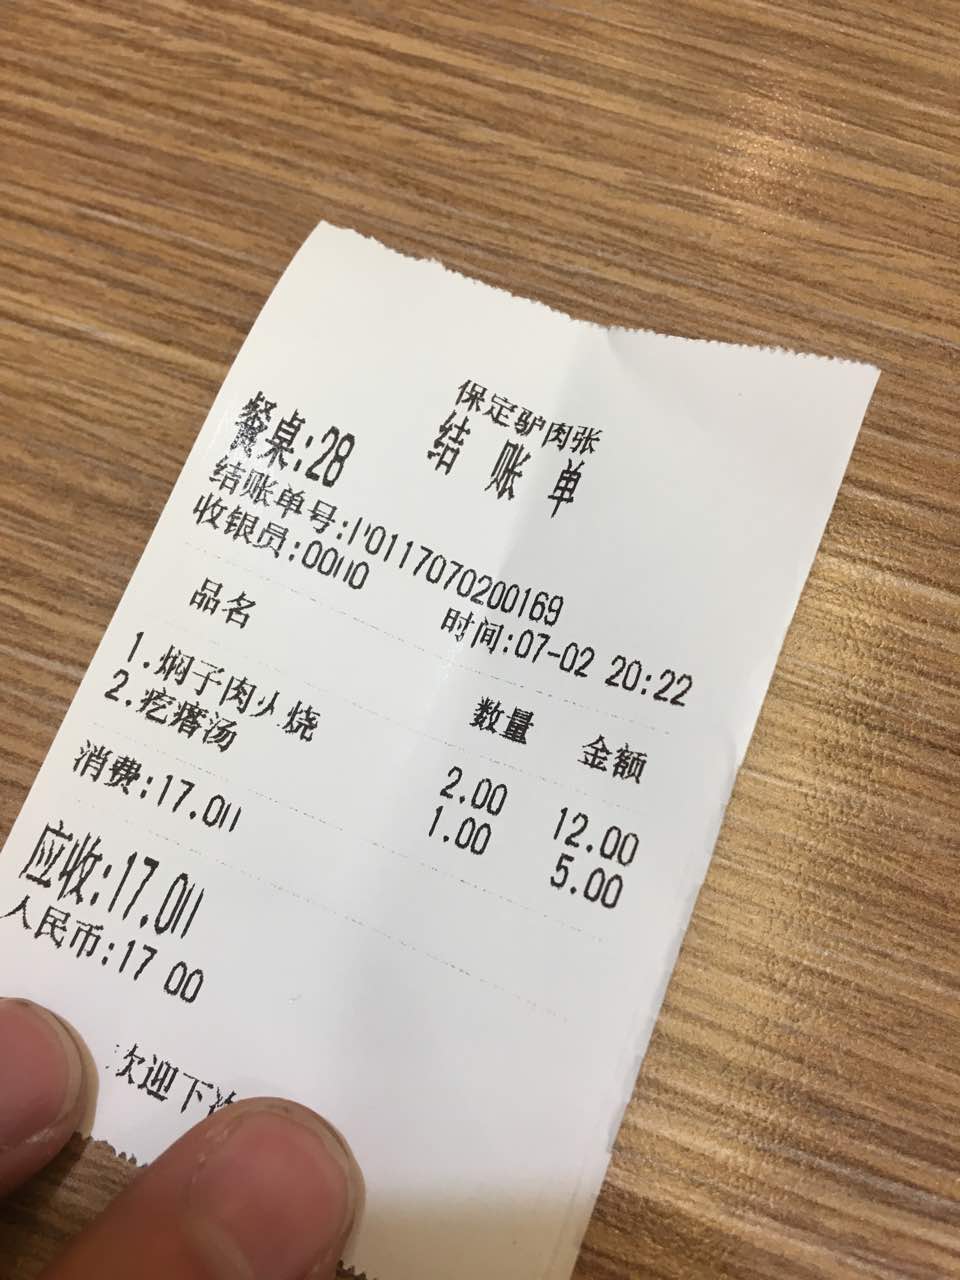 保定驴肉张
结 账 单
餐桌:28
结账单号:P0117070200169
收银员:0000 时间:07-02 20:22
品名 数量 金额
1.焖子肉火烧 2.00 12.00
2.疙瘩汤 1.00 5.00
消费:17.00
应收:17.00
人民币:17 00
欢迎下